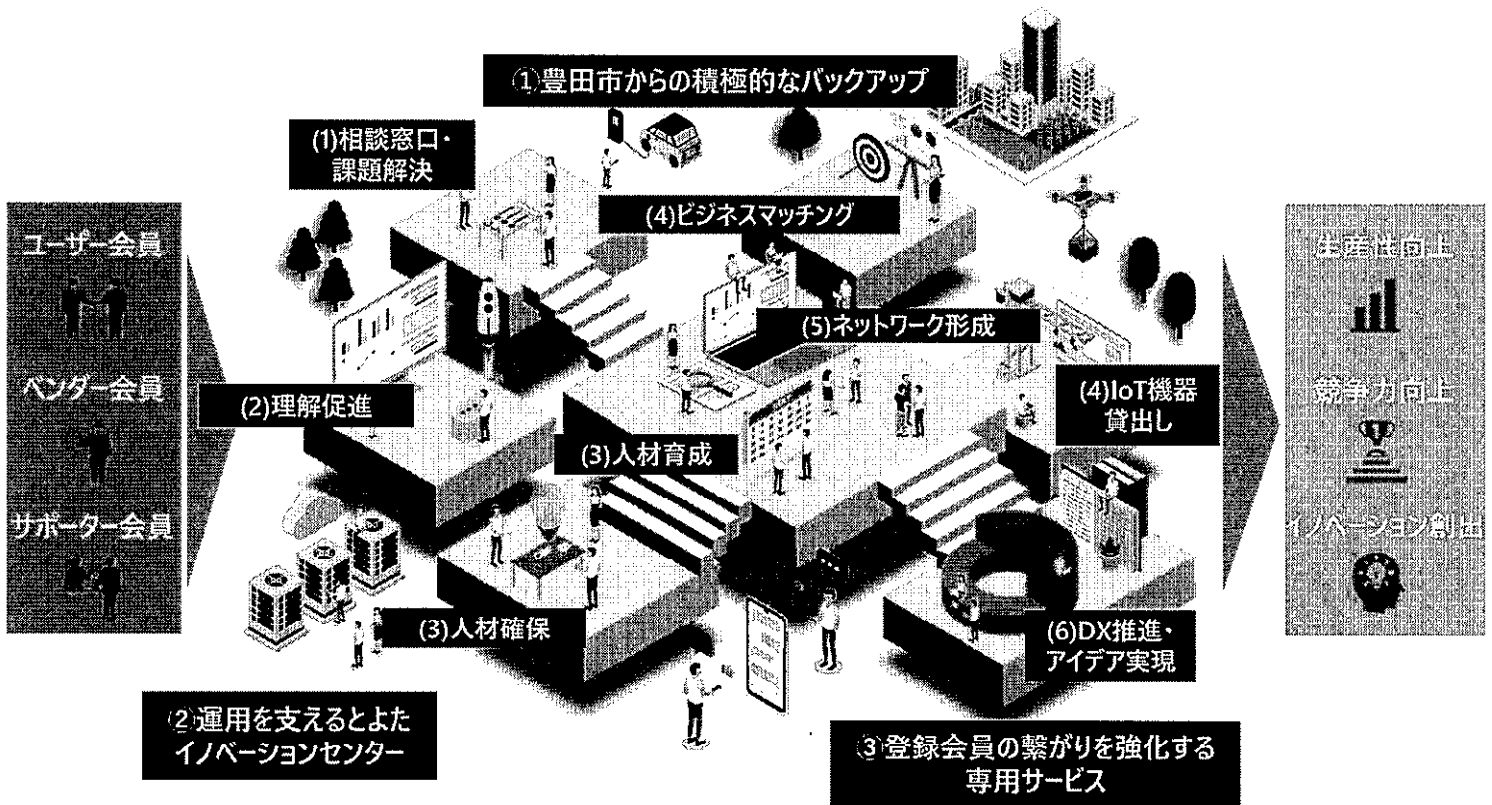 ①豊田市からの積極的なバックアップ
(1)相談窓口・
課題解決
(4)ビジネスマッチング
ユーザー会員
(5)ネットワーク形成
生産性向上
ベンダー会員
(2)理解促進
(4)IoT機器
貸出し
競争力向上
(3)人材育成
サポーター会員
イノベーション創出
(3)人材確保
(6)DX推進・
アイデア実現
②運用を支えるとよた
イノベーションセンター
③登録会員の繋がりを強化する
専用サービス